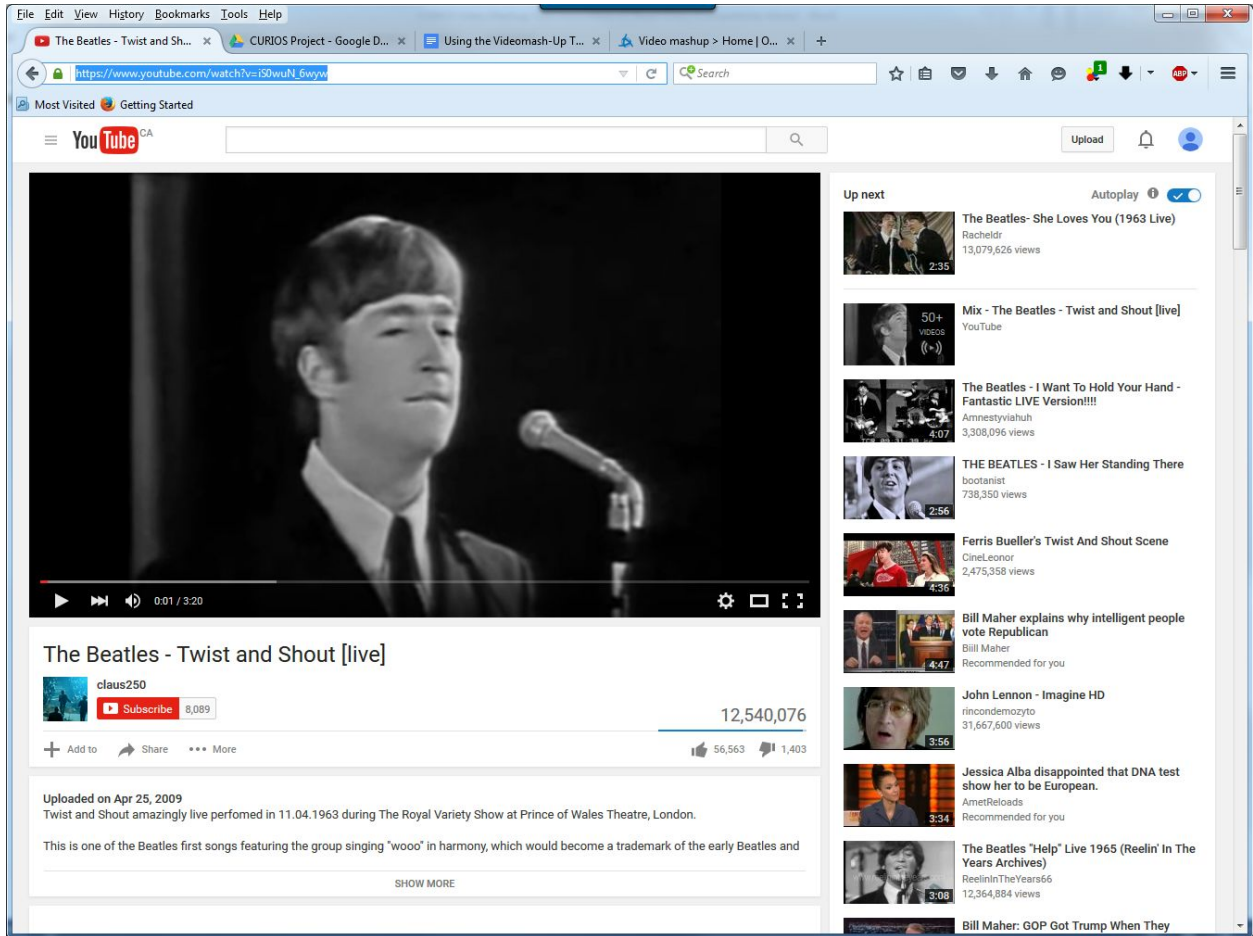 File Edit View History Bookmarks Tools Help
The Beatles - Twist and Sh...
CURIOS Project - Google D...
Using the Videomash-Up T...
Video mashup > Home | O...
https://www.youtube.com/watch?v=iS0wuN_6wyw
Search
1
ABP
Most Visited
Getting Started
YouTube CA
Upload
Up next
Autoplay
The Beatles- She Loves You (1963 Live)
Racheldr
13,079,626 views
2:35
50+
VIDEOS
Mix - The Beatles - Twist and Shout [live]
YouTube
The Beatles - I Want To Hold Your Hand -
Fantastic LIVE Version!!!!
Amnestyviahuh
3,308,096 views
4:07
THE BEATLES - I Saw Her Standing There
bootanist
738,350 views
2:56
Ferris Bueller's Twist And Shout Scene
CineLeonor
2,475,358 views
4:36
Bill Maher explains why intelligent people
vote Republican
Biill Maher
Recommended for you
4:47
John Lennon - Imagine HD
rincondemozyto
31,667,600 views
3:56
Jessica Alba disappointed that DNA test
show her to be European.
AmetReloads
Recommended for you
3:34
The Beatles "Help" Live 1965 (Reelin' In The
Years Archives)
ReelinInTheYears66
12,364,884 views
3:08
Bill Maher: GOP Got Trump When They
0:01 / 3:20
The Beatles - Twist and Shout [live]
claus250
Subscribe 8,089
12,540,076
Add to Share More
56,563 1,403
Uploaded on Apr 25, 2009
Twist and Shout amazingly live perfomed in 11.04.1963 during The Royal Variety Show at Prince of Wales Theatre, London.
This is one of the Beatles first songs featuring the group singing "wooo" in harmony, which would become a trademark of the early Beatles and
SHOW MORE